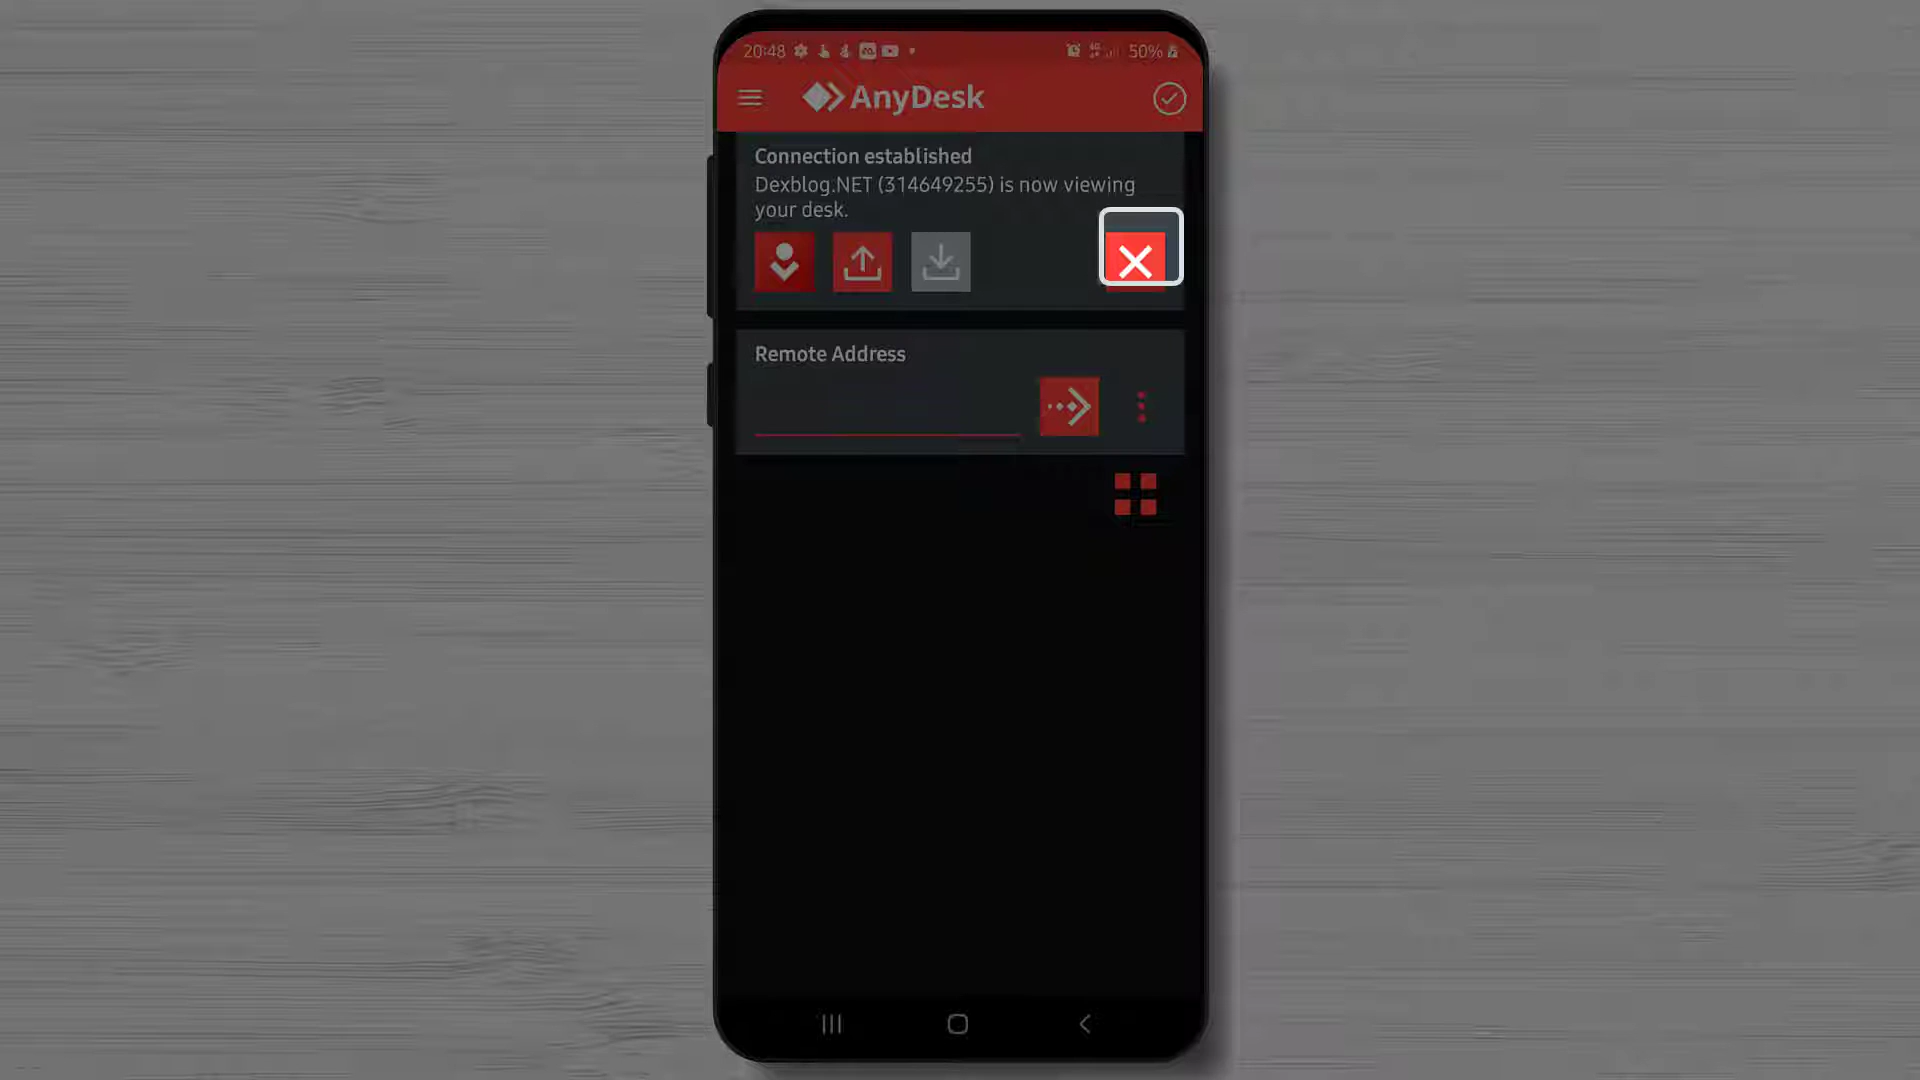 20:48
50%
AnyDesk
Connection established
Dexblog.NET (314649255) is now viewing
your desk.
Remote Address